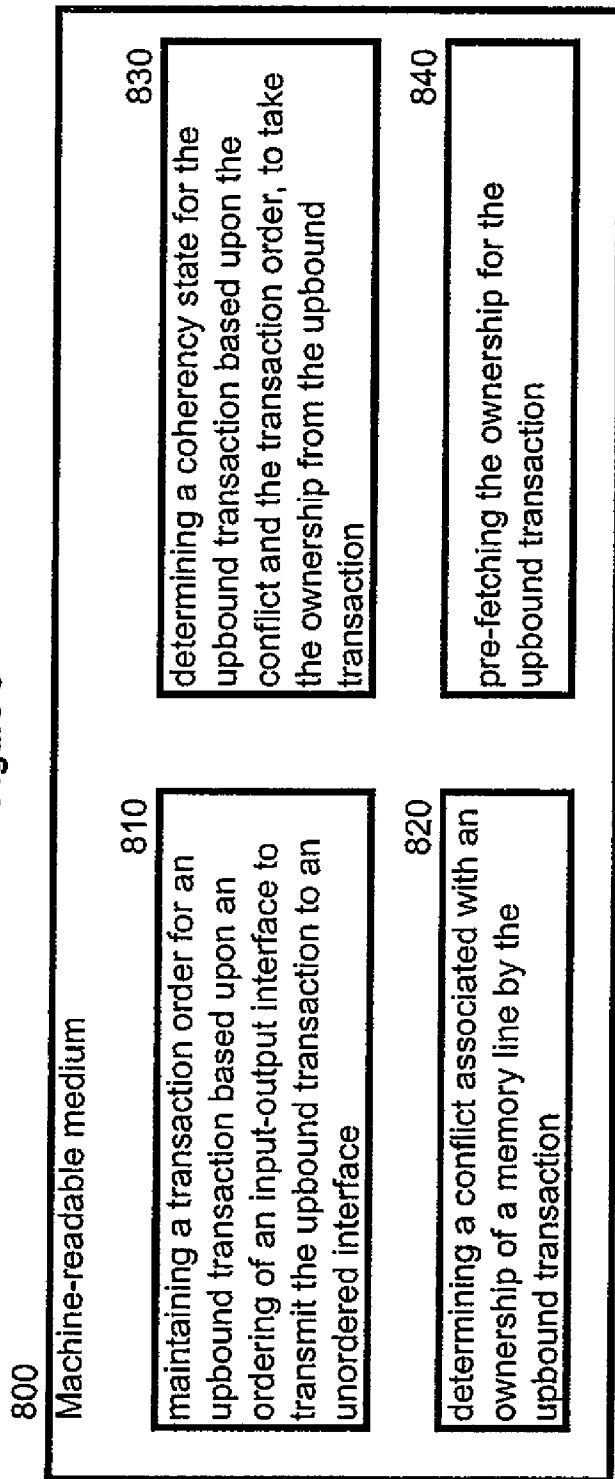 800
Machine-readable medium
810
maintaining a transaction order for an
upbound transaction based upon an
ordering of an input-output interface to
transmit the upbound transaction to an
unordered interface
820
determining a conflict associated with an
ownership of a memory line by the
upbound transaction
830
determining a coherency state for the
upbound transaction based upon the
conflict and the transaction order, to take
the ownership from the upbound
transaction
840
pre-fetching the ownership for the
upbound transaction